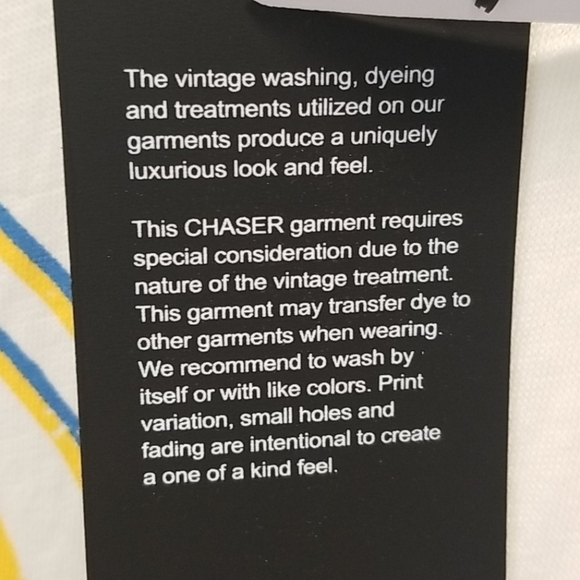 The vintage washing, dyeing
and treatments utilized on our
garments produce a uniquely
luxurious look and feel.
This CHASER garment requires
special consideration due to the
nature of the vintage treatment.
This garment may transfer dye to
other garments when wearing.
We recommend to wash by
itself or with like colors. Print
variation, small holes and
fading are intentional to create
a one of a kind feel.